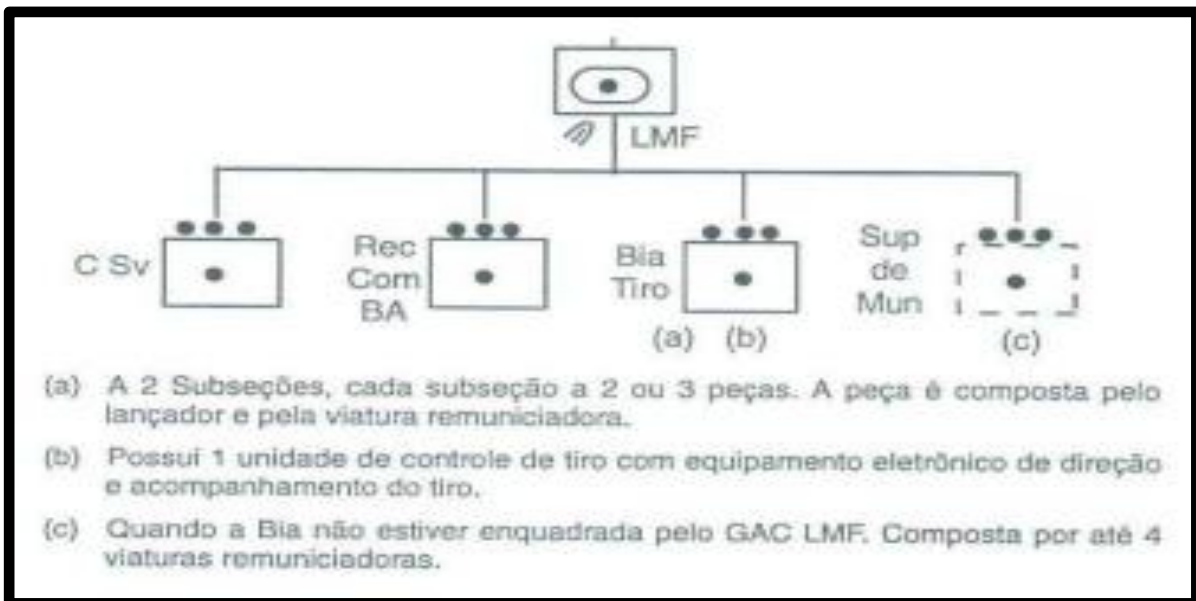 LMF
C Sv
Rec
Com
BA
Bia
Tiro
Sup
de
Mun
(a) (b)
(c)
(a) A 2 Subseções, cada subseção a 2 ou 3 peças. A peça é composta pelo
lançador e pela viatura remuniciadora.
(b) Possui 1 unidade de controle de tiro com equipamento eletrônico de direção
e acompanhamento do tiro.
(c) Quando a Bia não estiver enquadrada pelo GAC LMF. Composta por até 4
viaturas remuniciadoras.